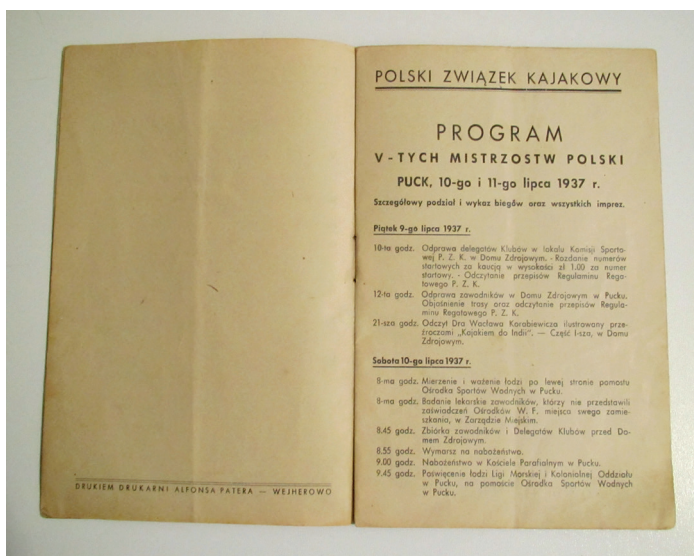 DRUKIEM DRUKARNI ALFONSA PATERA — WEJHEROWO
POLSKI ZWIĄZEK KAJAKOWY
PROGRAM
V-TYCH MISTRZOSTW POLSKI
PUCK, 10-go i 11-go lipca 1937 r.
Szczegółowy podział i wykaz biegów oraz wszystkich imprez.
Piątek 9-go lipca 1937 r.
10-ta godz. Odprawa delegatów Klubów w lokalu Komisji Sporto-
wej P. Z. K. w Domu Zdrojowym. - Rozdanie numerów
startowych za kaucją w wysokości zł 1.00 za numer
startowy. - Odczytanie przepisów Regulaminu Rega-
towego P. Z. K.
12-ta godz. Odprawa zawodników w Domu Zdrojowym w Pucku.
Objaśnienie trasy oraz odczytanie przepisów Regula-
minu Regatowego P. Z. K.
21-sza godz. Odczyt Dra Wacława Korabiewicza ilustrowany prze-
źroczami „Kajakiem do Indii". — Część I-sza, w Domu
Zdrojowym.
Sobota 10-go lipca 1937 r.
8-ma godz. Mierzenie i ważenie łodzi po lewej stronie pomostu
Ośrodka Sportów Wodnych w Pucku.
8-ma godz. Badanie lekarskie zawodników, którzy nie przedstawili
zaświadczeń Ośrodków W. F. miejsca swego zamie-
szkania, w Zarządzie Miejskim.
8.45 godz. Zbiórka zawodników i Delegatów Klubów przed Do-
mem Zdrojowym.
8.55 godz. Wymarsz na nabożeństwo.
9.00 godz. Nabożeństwo w Kościele Parafialnym w Pucku.
9.45 godz. Poświęcenie łodzi Ligi Morskiej i Kolonialnej Oddziału
w Pucku, na pomoście Ośrodka Sportów Wodnych
w Pucku.